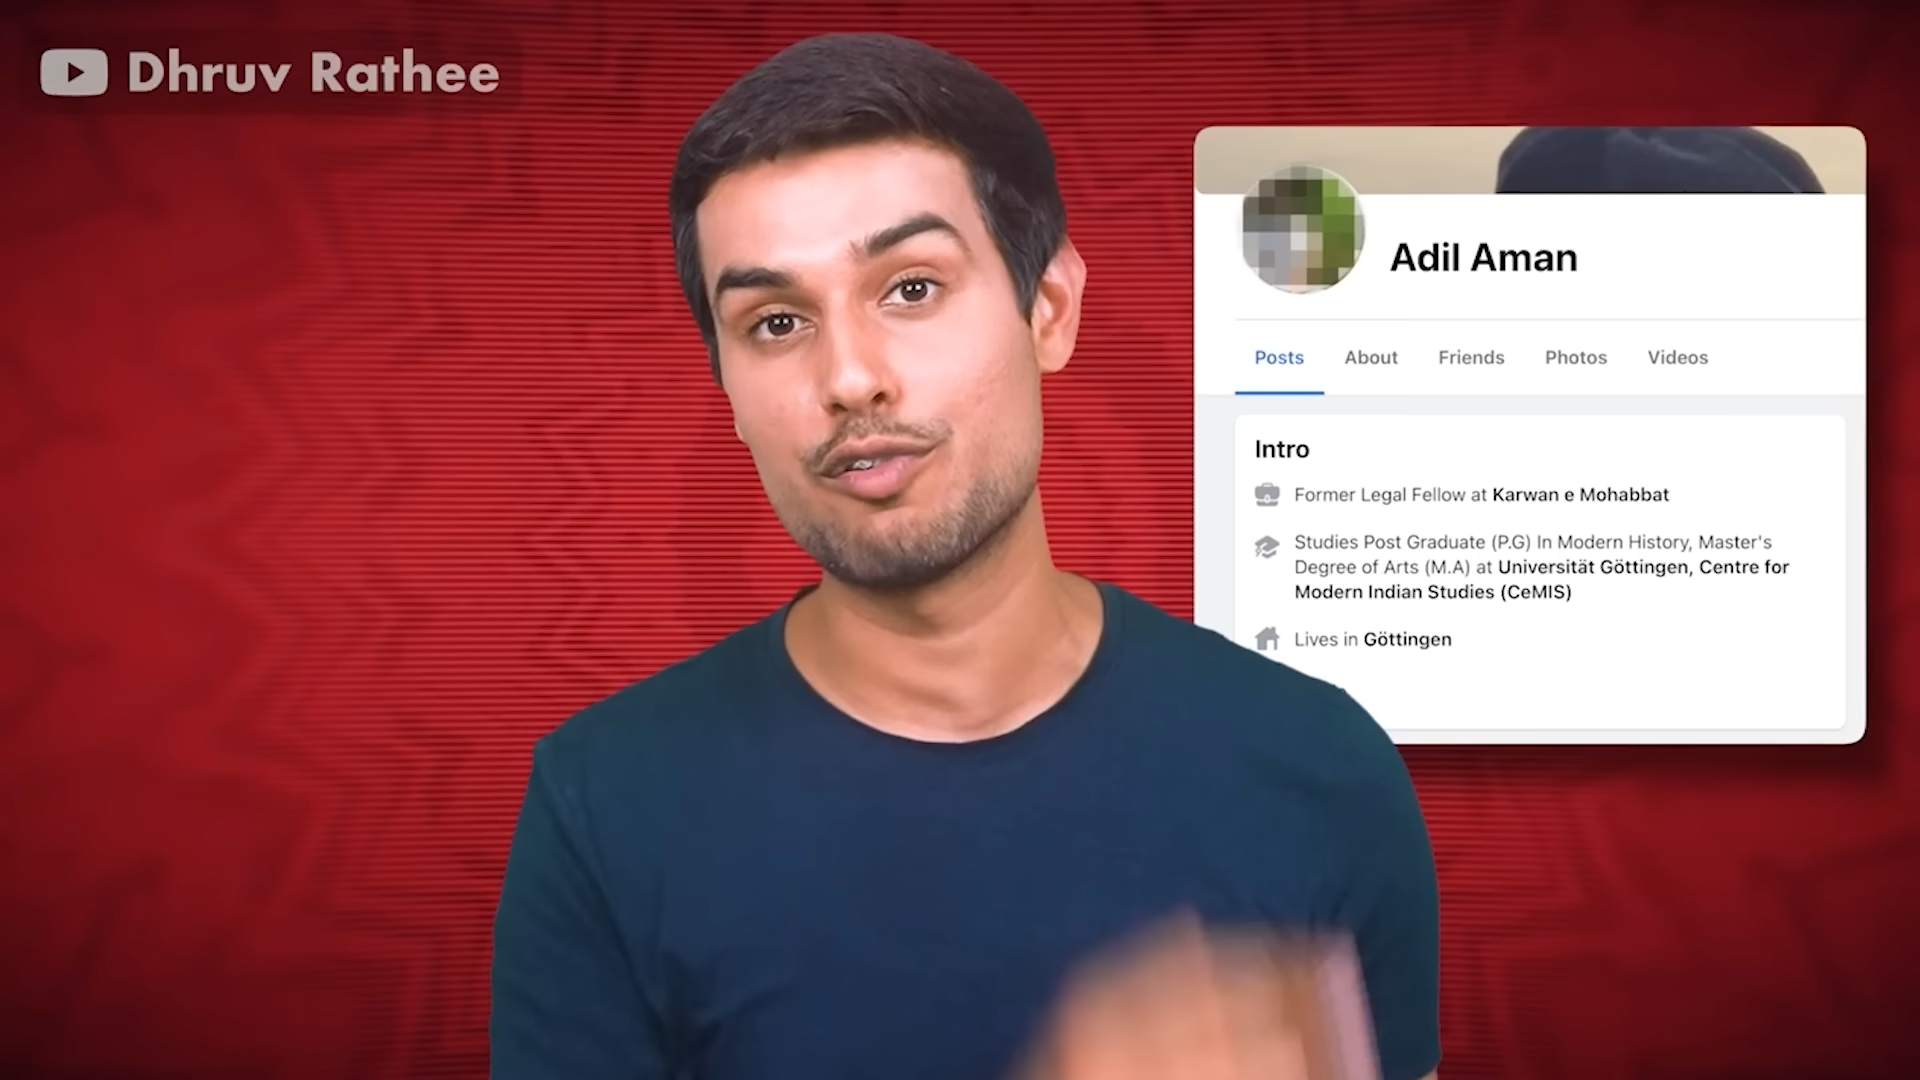 Dhruv Rathee
Adil Aman
Posts About Friends Photos Videos
Intro
Former Legal Fellow at Karwan e Mohabbat
Studies Post Graduate (P.G) In Modern History, Master's
Degree of Arts (M.A) at Universität Göttingen, Centre for
Modern Indian Studies (CeMIS)
Lives in Göttingen